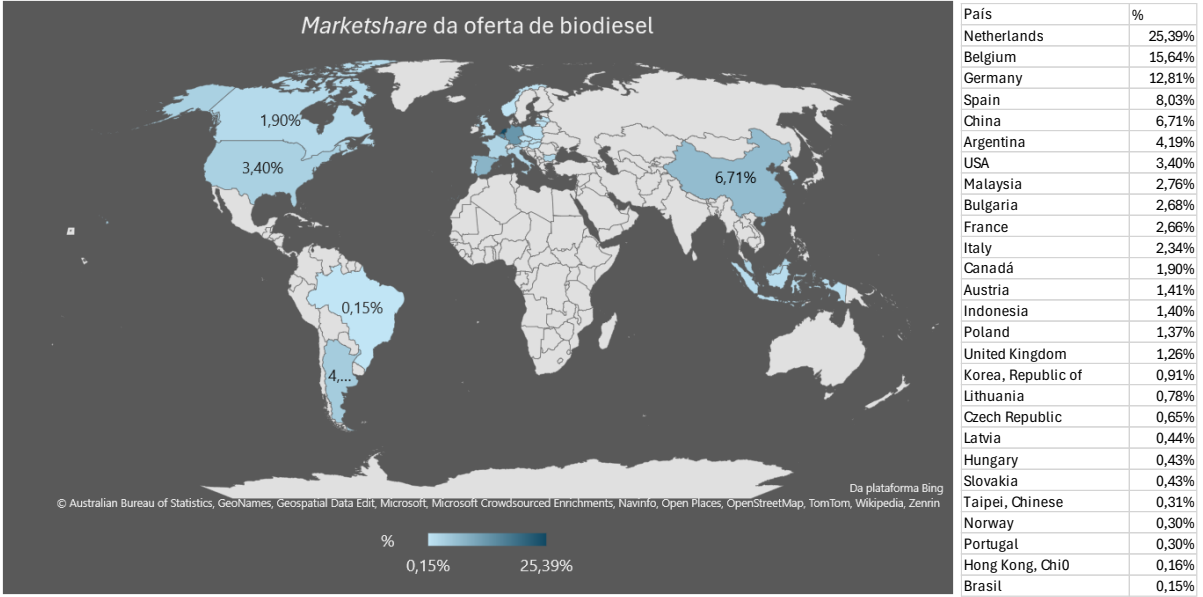 Marketshare da oferta de biodiesel
1,90%
3,40%
6,71%
0,15%
4,...
Da plataforma Bing
© Australian Bureau of Statistics, GeoNames, Geospatial Data Edit, Microsoft, Microsoft Crowdsourced Enrichments, Navinfo, Open Places, OpenStreetMap, TomTom, Wikipedia, Zenrin
%
0,15% 25,39%
País %
Netherlands 25,39%
Belgium 15,64%
Germany 12,81%
Spain 8,03%
China 6,71%
Argentina 4,19%
USA 3,40%
Malaysia 2,76%
Bulgaria 2,68%
France 2,66%
Italy 2,34%
Canadá 1,90%
Austria 1,41%
Indonesia 1,40%
Poland 1,37%
United Kingdom 1,26%
Korea, Republic of 0,91%
Lithuania 0,78%
Czech Republic 0,65%
Latvia 0,44%
Hungary 0,43%
Slovakia 0,43%
Taipei, Chinese 0,31%
Norway 0,30%
Portugal 0,30%
Hong Kong, Chi0 0,16%
Brasil 0,15%